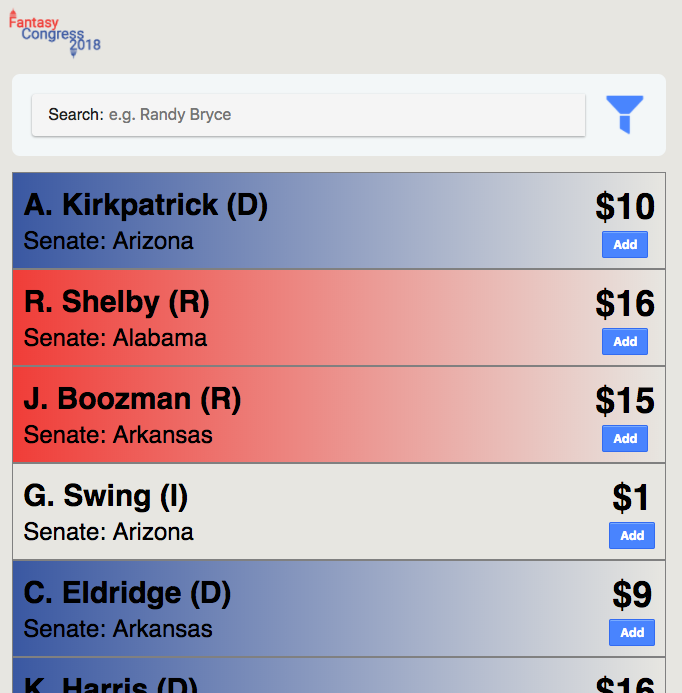 Fantasy
Congress
2018
Search: e.g. Randy Bryce
A. Kirkpatrick (D)
$10
Senate: Arizona
Add
R. Shelby (R)
$16
Senate: Alabama
Add
J. Boozman (R)
$15
Senate: Arkansas
Add
G. Swing (I)
$1
Senate: Arizona
Add
C. Eldridge (D)
$9
Senate: Arkansas
Add
K. Harris (D)
$16